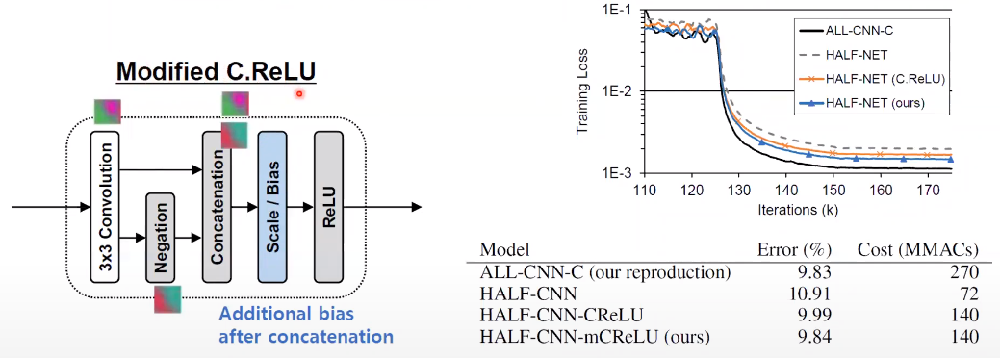 Modified C.ReLU
3x3 Convolution
Negation
Concatenation
Scale / Bias
ReLU
Additional bias
after concatenation
Training Loss
1E-1
1E-2
1E-3
110 120 130 140 150 160 170
Iterations (k)
ALL-CNN-C
HALF-NET
HALF-NET (C.ReLU)
HALF-NET (ours)
Model Error (%) Cost (MMACs)
ALL-CNN-C (our reproduction) 9.83 270
HALF-CNN 10.91 72
HALF-CNN-CReLU 9.99 140
HALF-CNN-mCReLU (ours) 9.84 140